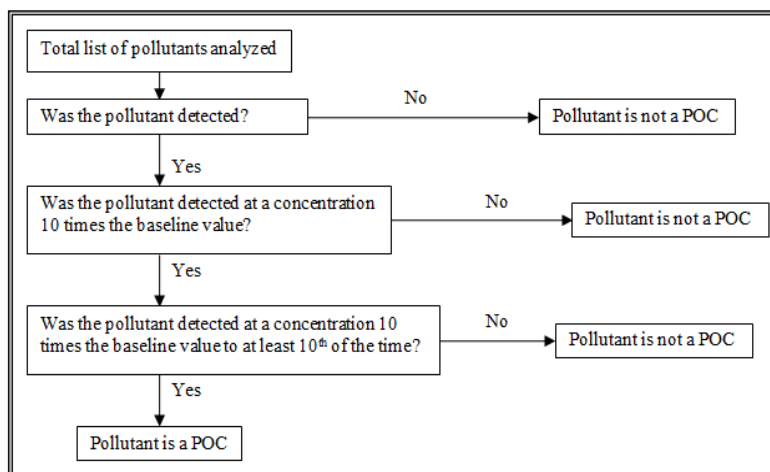 Total list of pollutants analyzed
Was the pollutant detected?
No
Pollutant is not a POC
Yes
Was the pollutant detected at a concentration
10 times the baseline value?
No
Pollutant is not a POC
Yes
Was the pollutant detected at a concentration 10
times the baseline value to at least 10th of the time?
No
Pollutant is not a POC
Yes
Pollutant is a POC